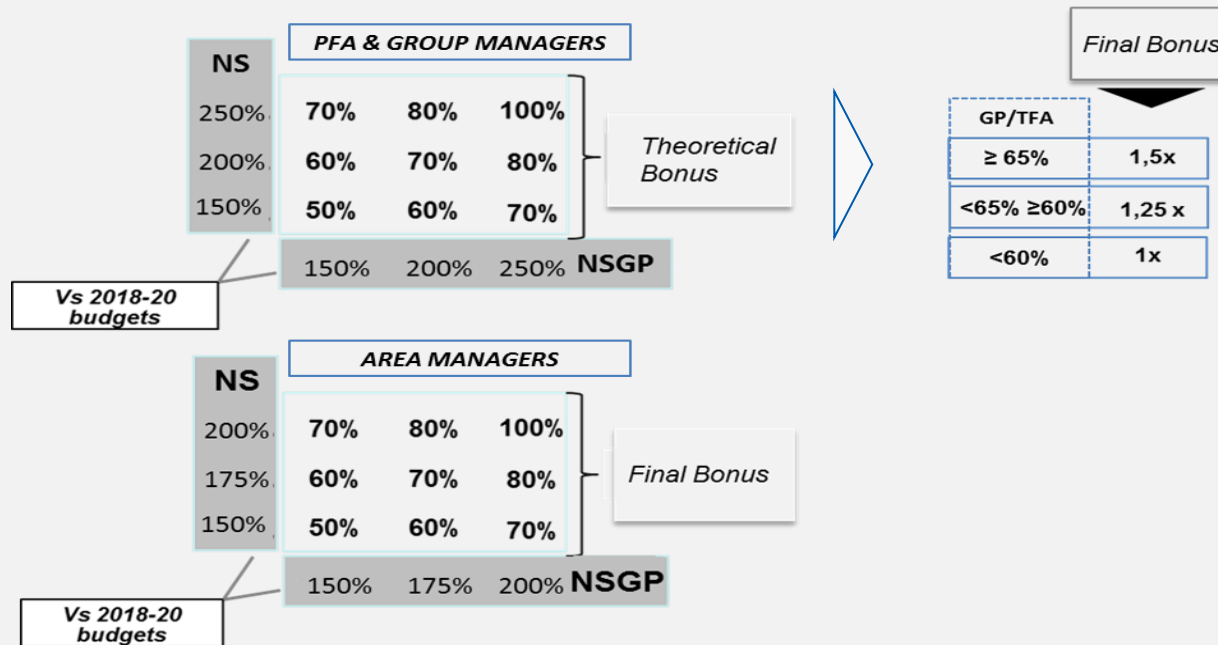 PFA & GROUP MANAGERS
NS
250% 70% 80% 100%
200% 60% 70% 80%
150% 50% 60% 70%
150% 200% 250% NSGP
Theoretical
Bonus
Vs 2018-20
budgets
Final Bonus
GP/TFA
≥ 65% 1,5x
<65% ≥60% 1,25 x
<60% 1x
AREA MANAGERS
NS
200% 70% 80% 100%
175% 60% 70% 80%
150% 50% 60% 70%
150% 175% 200% NSGP
Final Bonus
Vs 2018-20
budgets